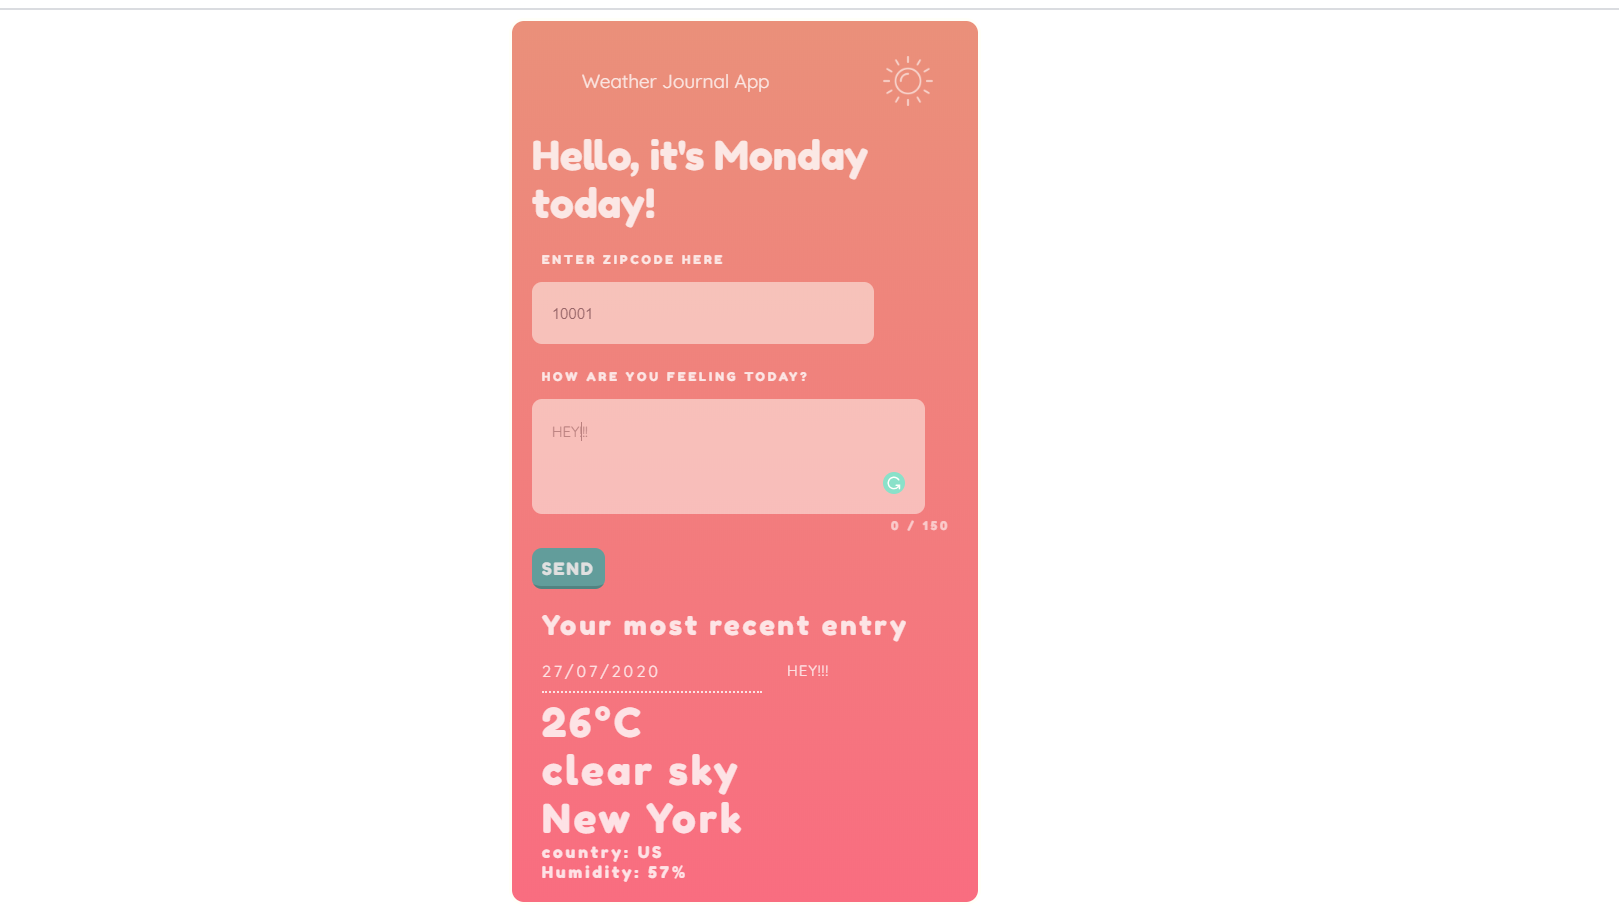 Weather Journal App
Hello, it's Monday
today!
ENTER ZIPCODE HERE
10001
HOW ARE YOU FEELING TODAY?
HEY!!!
0 / 150
SEND
Your most recent entry
27/07/2020
HEY!!!
26°C
clear sky
New York
country: US
Humidity: 57%